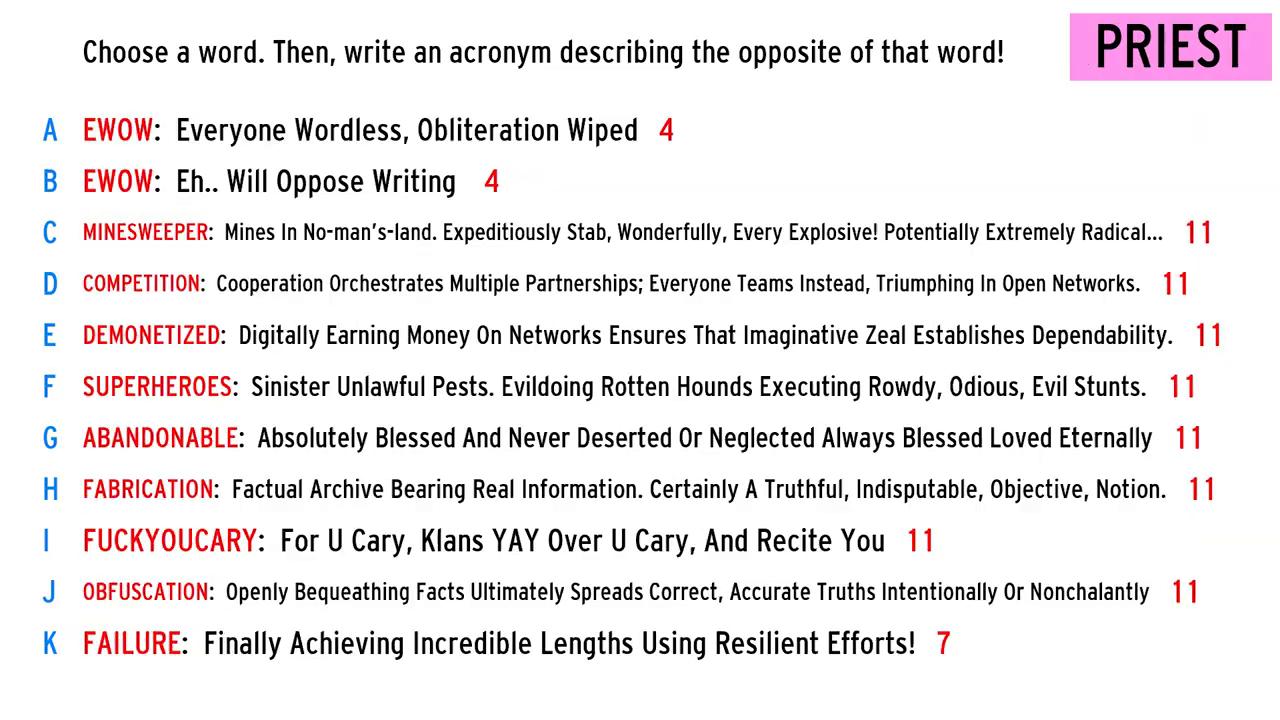 Choose a word. Then, write an acronym describing the opposite of that word!
PRIEST
A EWOW: Everyone Wordless, Obliteration Wiped 4
B EWOW: Eh.. Will Oppose Writing 4
C MINESWEEPER: Mines In No-man's-land. Expeditiously Stab, Wonderfully, Every Explosive! Potentially Extremely Radical... 11
D COMPETITION: Cooperation Orchestrates Multiple Partnerships; Everyone Teams Instead, Triumphing In Open Networks. 11
E DEMONETIZED: Digitally Earning Money On Networks Ensures That Imaginative Zeal Establishes Dependability. 11
F SUPERHEROES: Sinister Unlawful Pests. Evildoing Rotten Hounds Executing Rowdy, Odious, Evil Stunts. 11
G ABANDONABLE: Absolutely Blessed And Never Deserted Or Neglected Always Blessed Loved Eternally 11
H FABRICATION: Factual Archive Bearing Real Information. Certainly A Truthful, Indisputable, Objective, Notion. 11
I FUCKYOUCARY: For U Cary, Klans YAY Over U Cary, And Recite You 11
J OBFUSCATION: Openly Bequeathing Facts Ultimately Spreads Correct, Accurate Truths Intentionally Or Nonchalantly 11
K FAILURE: Finally Achieving Incredible Lengths Using Resilient Efforts! 7